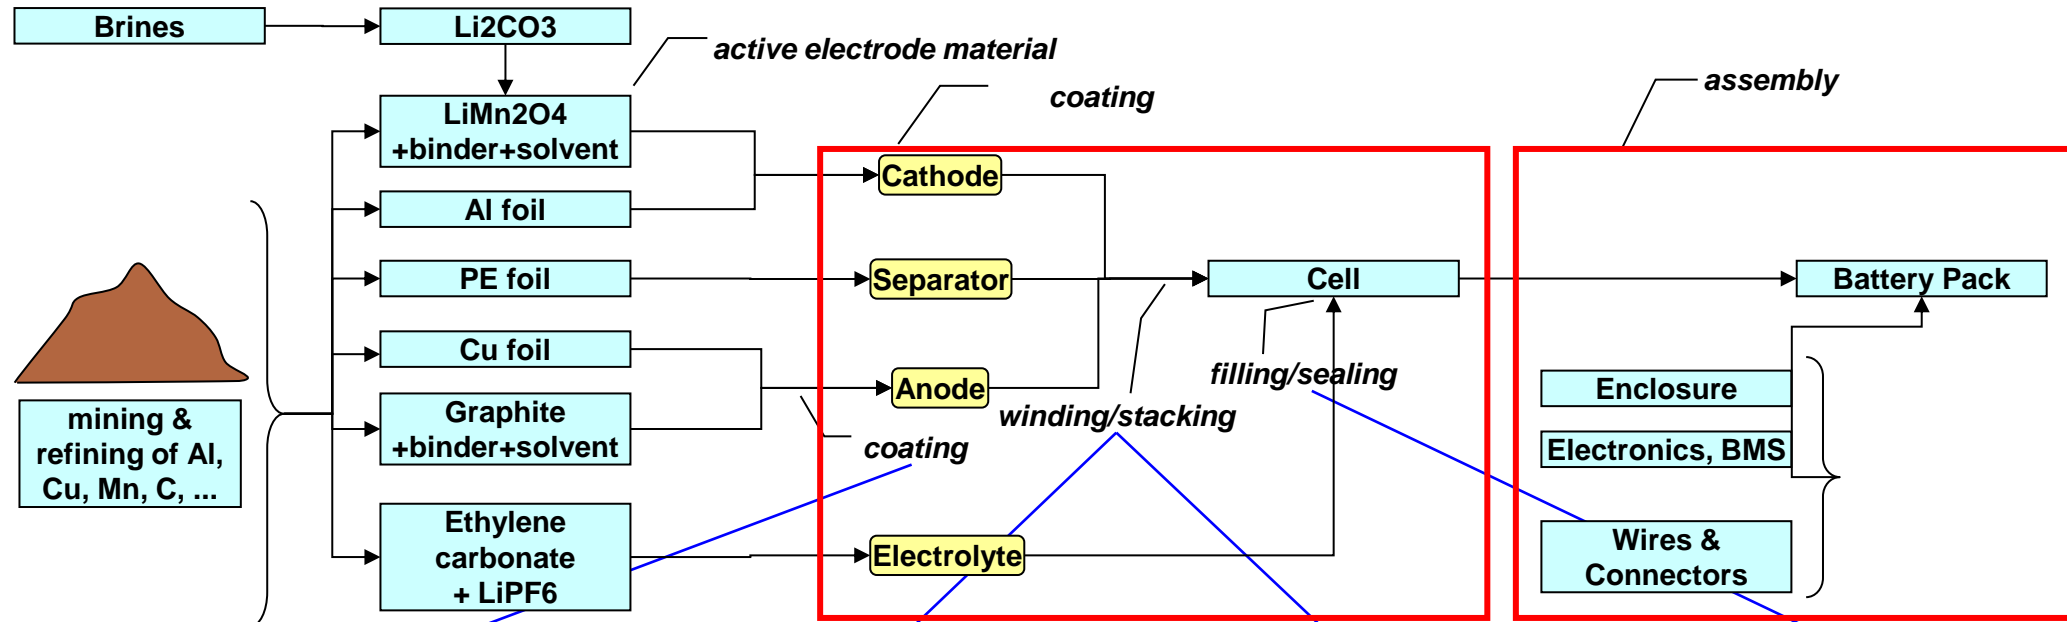 Brines
Li2CO3
active electrode material
LiMn2O4
+binder+solvent
coating
assembly
Cathode
Al foil
PE foil
Separator
Cell
Battery Pack
Cu foil
Anode
filling/sealing
Enclosure
mining &
refining of Al,
Cu, Mn, C, ...
Graphite
+binder+solvent
coating
winding/stacking
Electronics, BMS
Ethylene
carbonate
+ LiPF6
Electrolyte
Wires &
Connectors